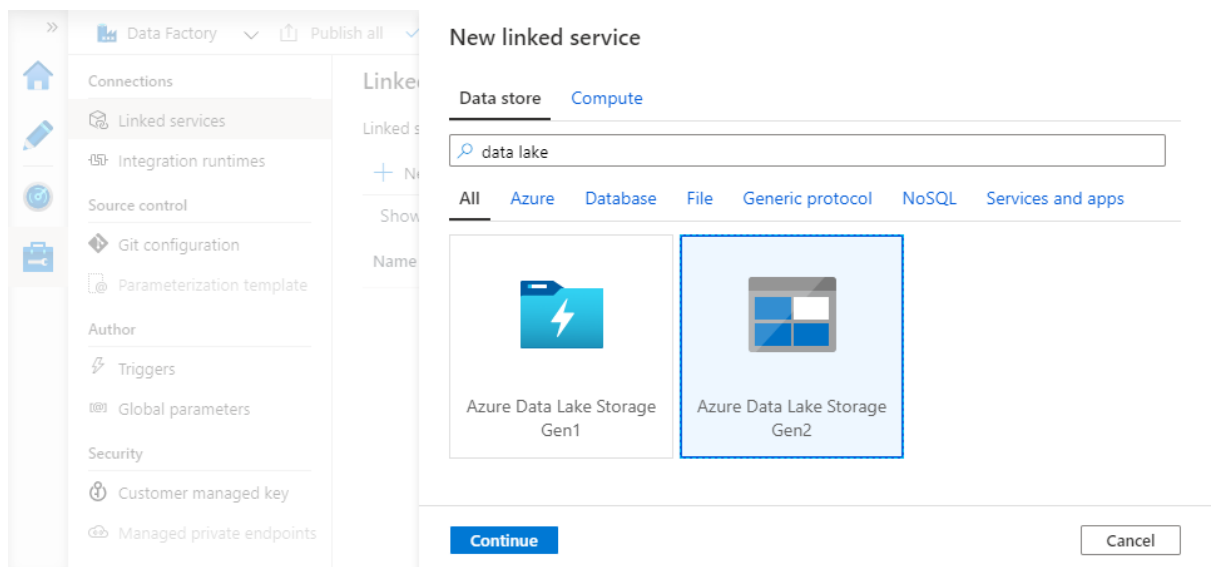 Data Factory
Publish all
Connections
Linked services
Integration runtimes
Source control
Git configuration
Parameterization template
Author
Triggers
Global parameters
Security
Customer managed key
Managed private endpoints
Linke
Linked s
Ne
Show
Name
New linked service
Data store Compute
data lake
All Azure Database File Generic protocol NoSQL Services and apps
Azure Data Lake Storage
Gen1
Azure Data Lake Storage
Gen2
Continue Cancel